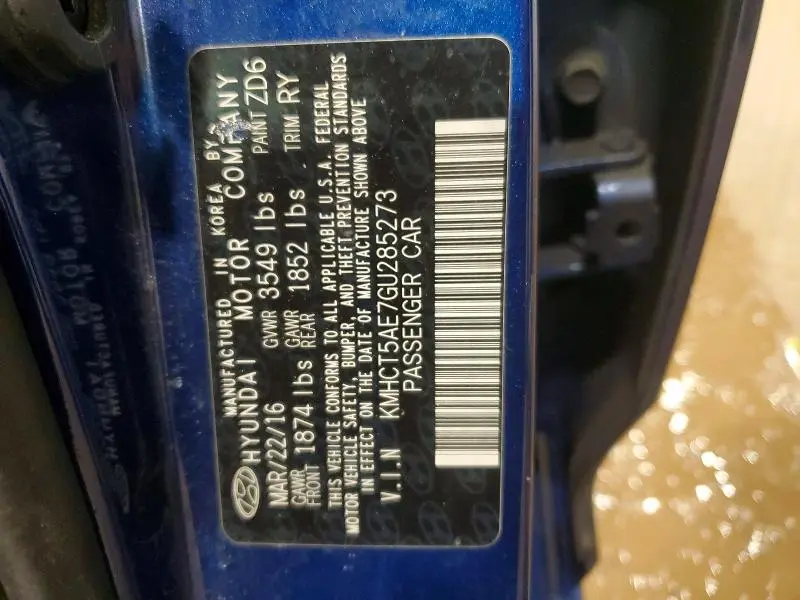 MANUFACTURED IN KOREA BY
HYUNDAI MOTOR COMPANY
MAR/22/16 GVWR 3549 lbs PAINT ZD6
GAWR FRONT 1874 lbs GAWR REAR 1852 lbs TRIM RY
THIS VEHICLE CONFORMS TO ALL APPLICABLE U.S.A. FEDERAL
MOTOR VEHICLE SAFETY, BUMPER, AND THEFT PREVENTION STANDARDS
IN EFFECT ON THE DATE OF MANUFACTURE SHOWN ABOVE
V.I.N KMHCT5AE7GU285273
PASSENGER CAR